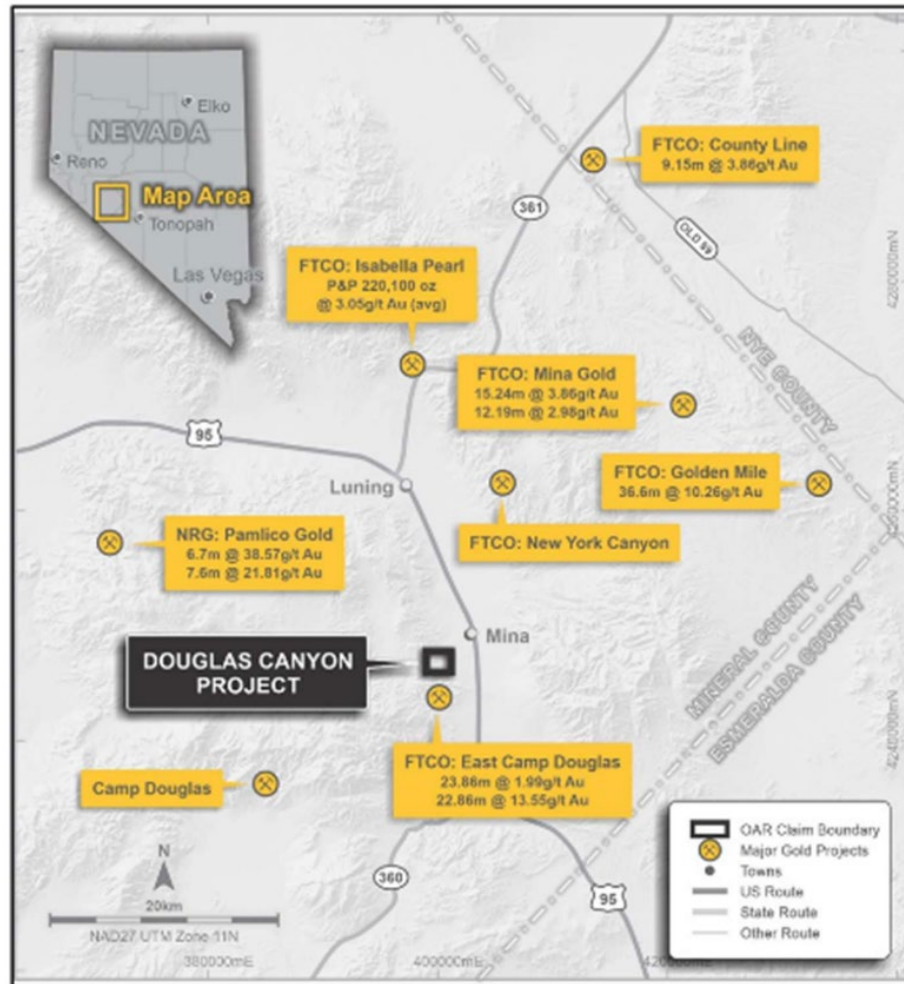 NEVADA
Elko
Reno
Map Area
Tonopah
Las Vegas
FTCO: County Line
9.15m @ 3.86g/t Au
361
OLD 89
4280000mN
FTCO: Isabella Pearl
P&P 220,100 oz
@ 3.05g/t Au (avg)
NYE COUNTY
FTCO: Mina Gold
15.24m @ 3.86g/t Au
12.19m @ 2.98g/t Au
95
Luning
FTCO: Golden Mile
36.6m @ 10.26g/t Au
NRG: Pamlico Gold
6.7m @ 38.57g/t Au
7.6m @ 21.81g/t Au
FTCO: New York Canyon
Mina
MINERAL COUNTY
ESMERALDA COUNTY
DOUGLAS CANYON
PROJECT
4240000mN
FTCO: East Camp Douglas
23.86m @ 1.99g/t Au
22.86m @ 13.55g/t Au
Camp Douglas
N
20km
NAD27 UTM Zone 11N
360
95
380000mE
400000mE
OAR Claim Boundary
Major Gold Projects
Towns
US Route
State Route
Other Route